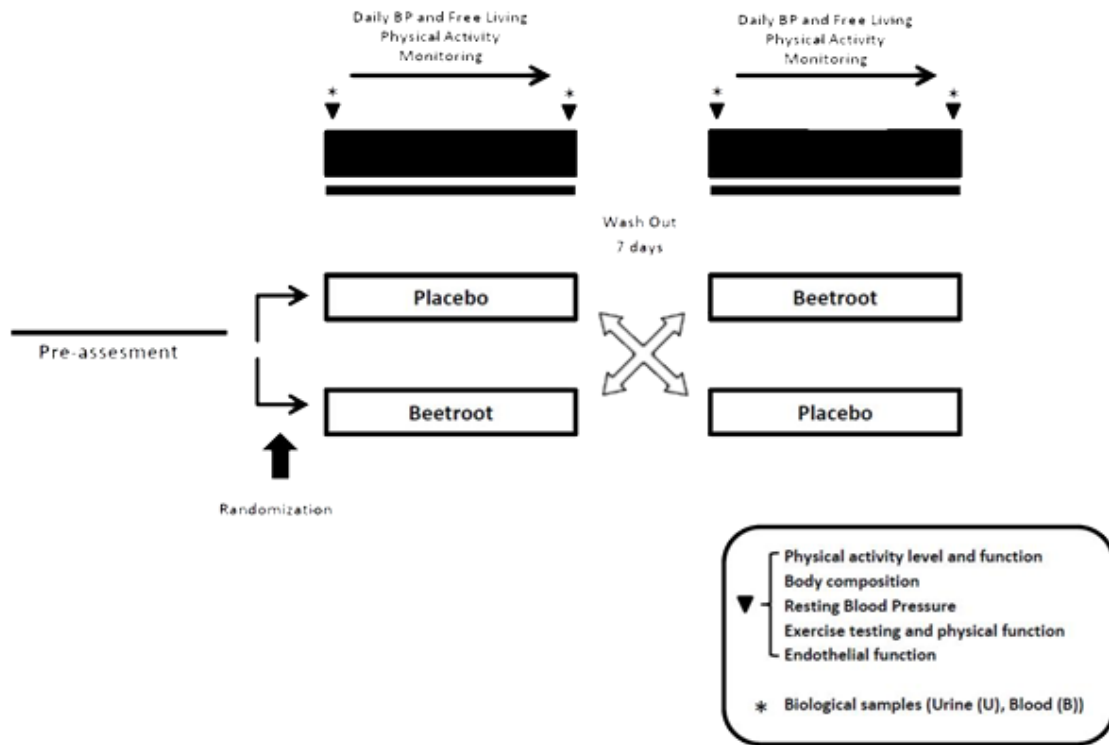 Daily BP and Free Living
Physical Activity
Monitoring
Daily BP and Free Living
Physical Activity
Monitoring
*
*
*
*
Wash Out
7 days
Placebo
Beetroot
Pre-assesment
Beetroot
Placebo
Randomization
Physical activity level and function
Body composition
Resting Blood Pressure
Exercise testing and physical function
Endothelial function
* Biological samples (Urine (U), Blood (B))